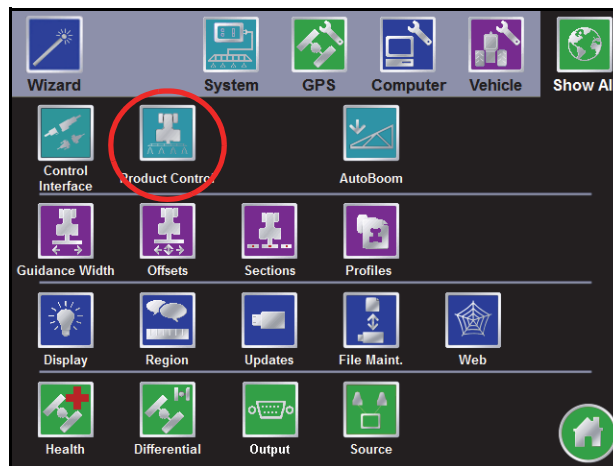 Wizard
System
GPS
Computer
Vehicle
Show All
Control
Interface
Product Control
AutoBoom
Guidance Width
Offsets
Sections
Profiles
Display
Region
Updates
File Maint.
Web
Health
Differential
Output
Source